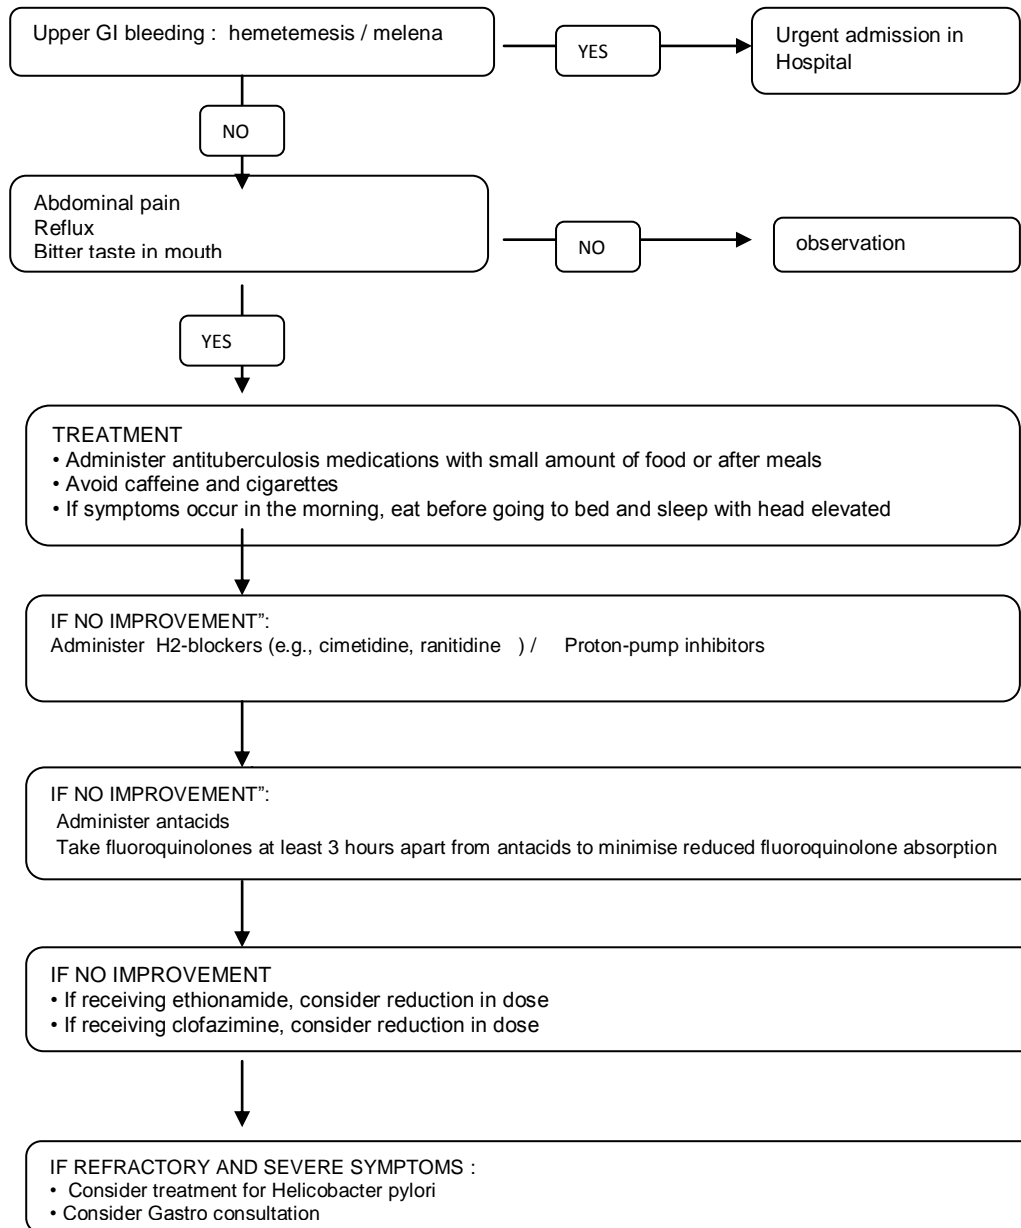 Upper GI bleeding : hemetemesis / melena
YES
Urgent admission in
Hospital
NO
Abdominal pain
Reflux
Bitter taste in mouth
NO
observation
YES
TREATMENT
• Administer antituberculosis medications with small amount of food or after meals
• Avoid caffeine and cigarettes
• If symptoms occur in the morning, eat before going to bed and sleep with head elevated
IF NO IMPROVEMENT”:
Administer H2-blockers (e.g., cimetidine, ranitidine ) / Proton-pump inhibitors
IF NO IMPROVEMENT”:
Administer antacids
Take fluoroquinolones at least 3 hours apart from antacids to minimise reduced fluoroquinolone absorption
IF NO IMPROVEMENT
• If receiving ethionamide, consider reduction in dose
• If receiving clofazimine, consider reduction in dose
IF REFRACTORY AND SEVERE SYMPTOMS :
• Consider treatment for Helicobacter pylori
• Consider Gastro consultation